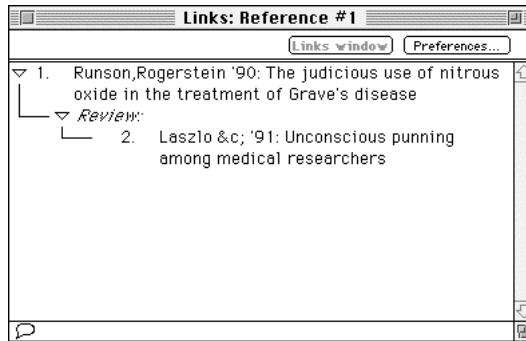 Links: Reference #1
Links window Preferences...
1. Runson,Rogerstein '90: The judicious use of nitrous
oxide in the treatment of Grave's disease
Review:
2. Laszlo &c; '91: Unconscious punning
among medical researchers